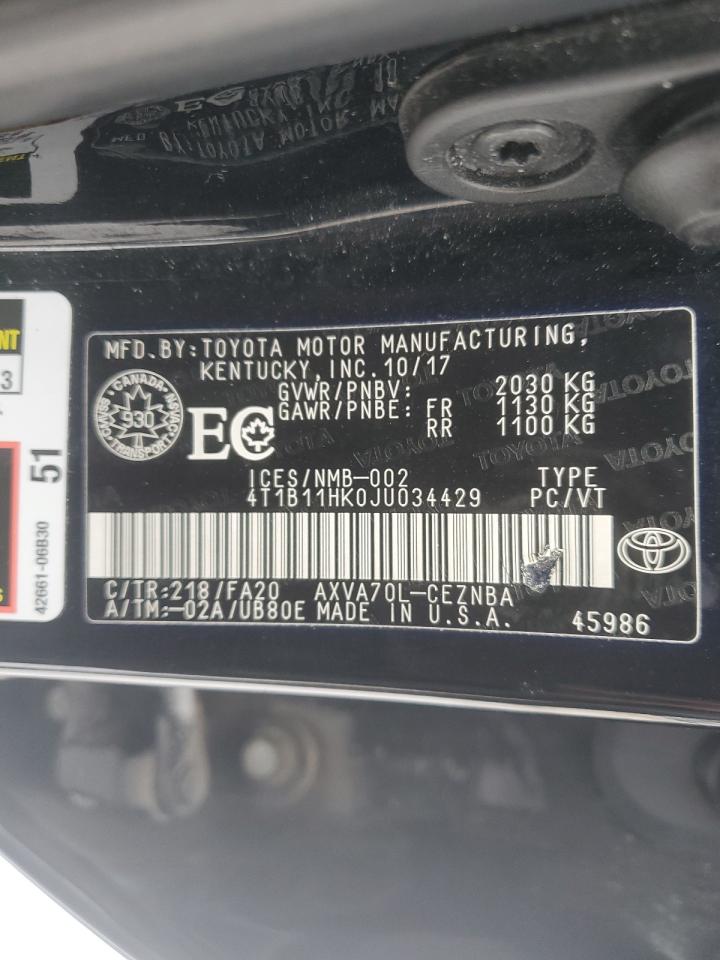 MFD.BY:TOYOTA MOTOR MANUFACTURING,
KENTUCKY, INC.10/17
GVWR/PNBV: 2030 KG
GAWR/PNBE: FR 1130 KG
RR 1100 KG
CANADA
930
TRANSPORT
EC
ICES/NMB-002 TYPE
4T1B11HK0JU034429 PC/VT
C/TR:218/FA20 AXVA70L-CEZNBA
A/TM:-02A/UB80E MADE IN U.S.A. 45986
51
42661-06B30